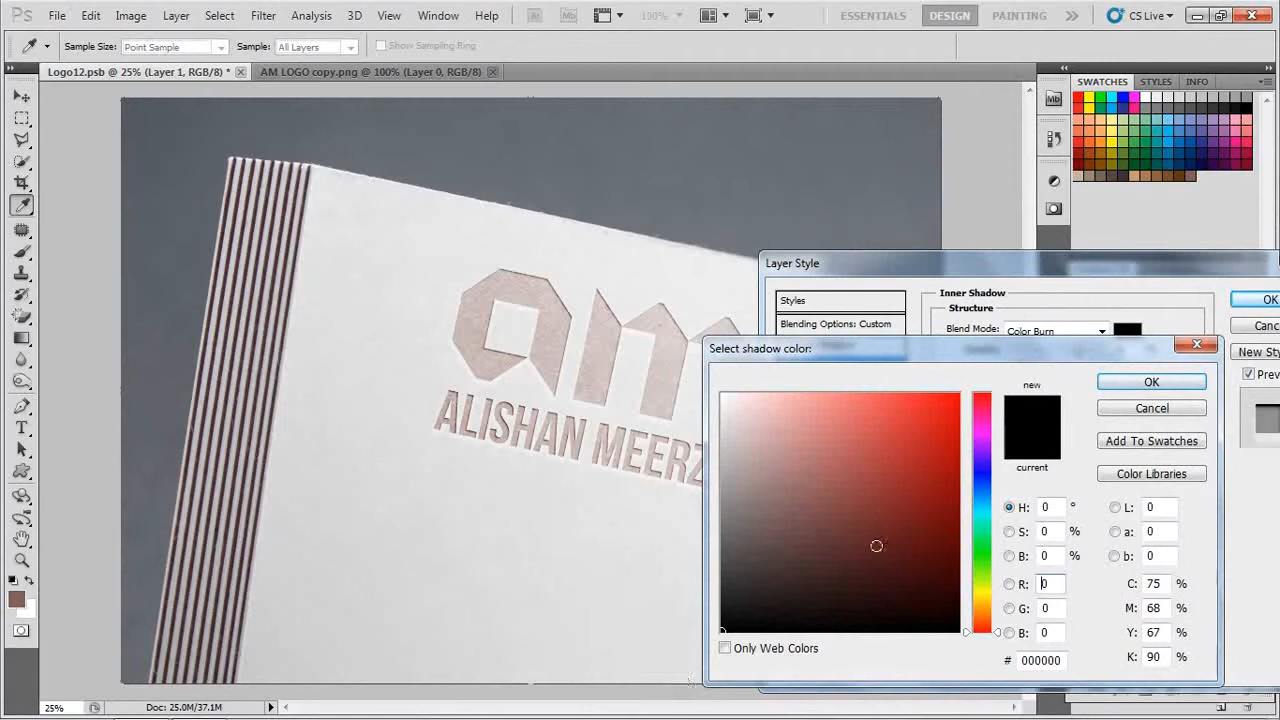 Ps File Edit Image Layer Select Filter Analysis 3D View Window Help Br Mb 100% ESSENTIALS DESIGN PAINTING CS Live
Sample Size: Point Sample Sample: All Layers Show Sampling Ring
Logo12.psb @ 25% (Layer 1, RGB/8) * AM LOGO copy.png @ 100% (Layer 0, RGB/8)
SWATCHES STYLES INFO
Mb
am
ALISHAN MEERZ
Layer Style
Styles
Blending Options: Custom
Inner Shadow
Structure
Blend Mode: Color Burn
OK
Canc
New Sty
Prev
Select shadow color:
new
current
OK
Cancel
Add To Swatches
Color Libraries
H: 0 ° L: 0
S: 0 % a: 0
B: 0 % b: 0
R: 0 C: 75 %
G: 0 M: 68 %
B: 0 Y: 67 %
# 000000 K: 90 %
Only Web Colors
T
25% Doc: 25.0M/37.1M